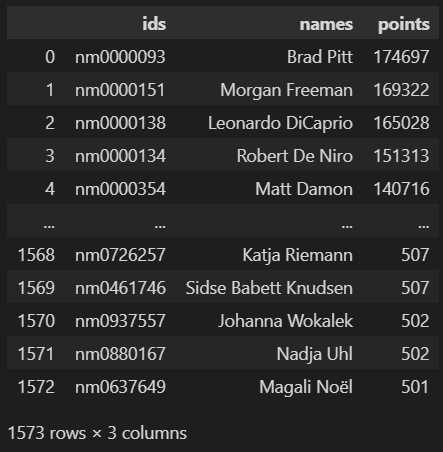 ids names points
0 nm0000093 Brad Pitt 174697
1 nm0000151 Morgan Freeman 169322
2 nm0000138 Leonardo DiCaprio 165028
3 nm0000134 Robert De Niro 151313
4 nm0000354 Matt Damon 140716
... ... ... ...
1568 nm0726257 Katja Riemann 507
1569 nm0461746 Sidse Babett Knudsen 507
1570 nm0937557 Johanna Wokalek 502
1571 nm0880167 Nadja Uhl 502
1572 nm0637649 Magali Noël 501
1573 rows × 3 columns